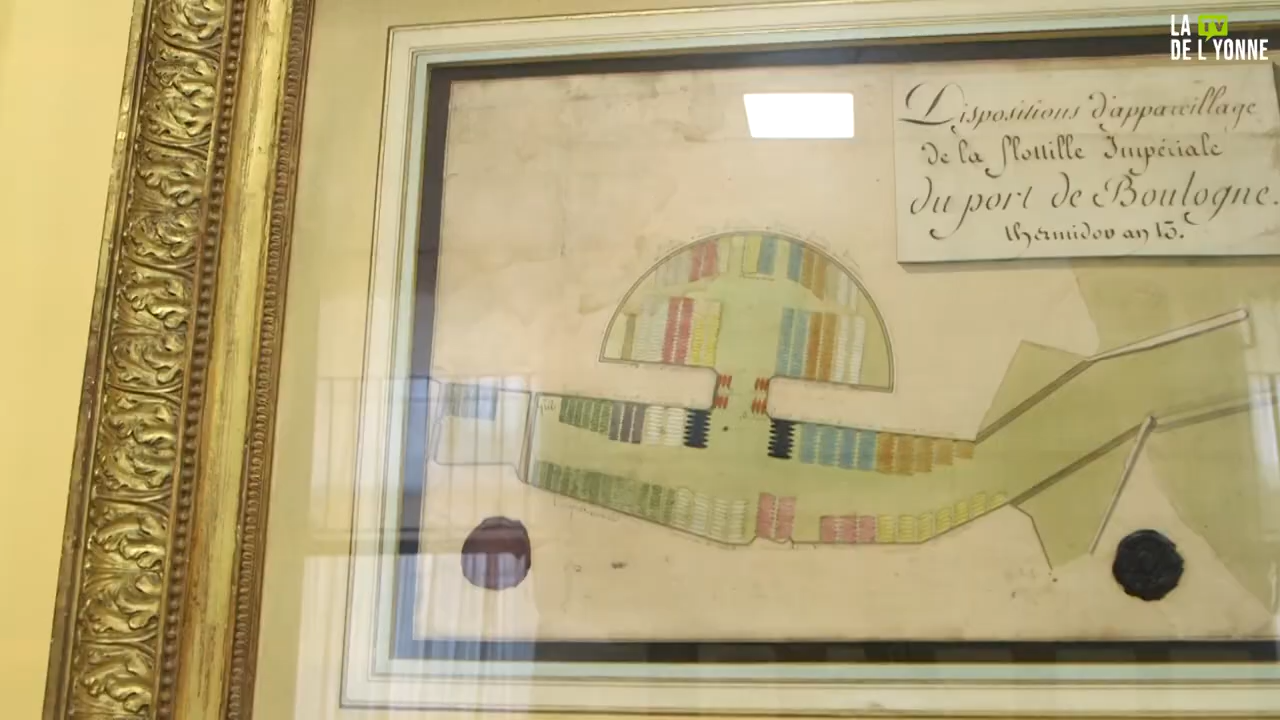 LA TV
DE L YONNE
Dispositions d'appareillage
de la flottille Impériale
du port de Boulogne.
thermidor an 13.